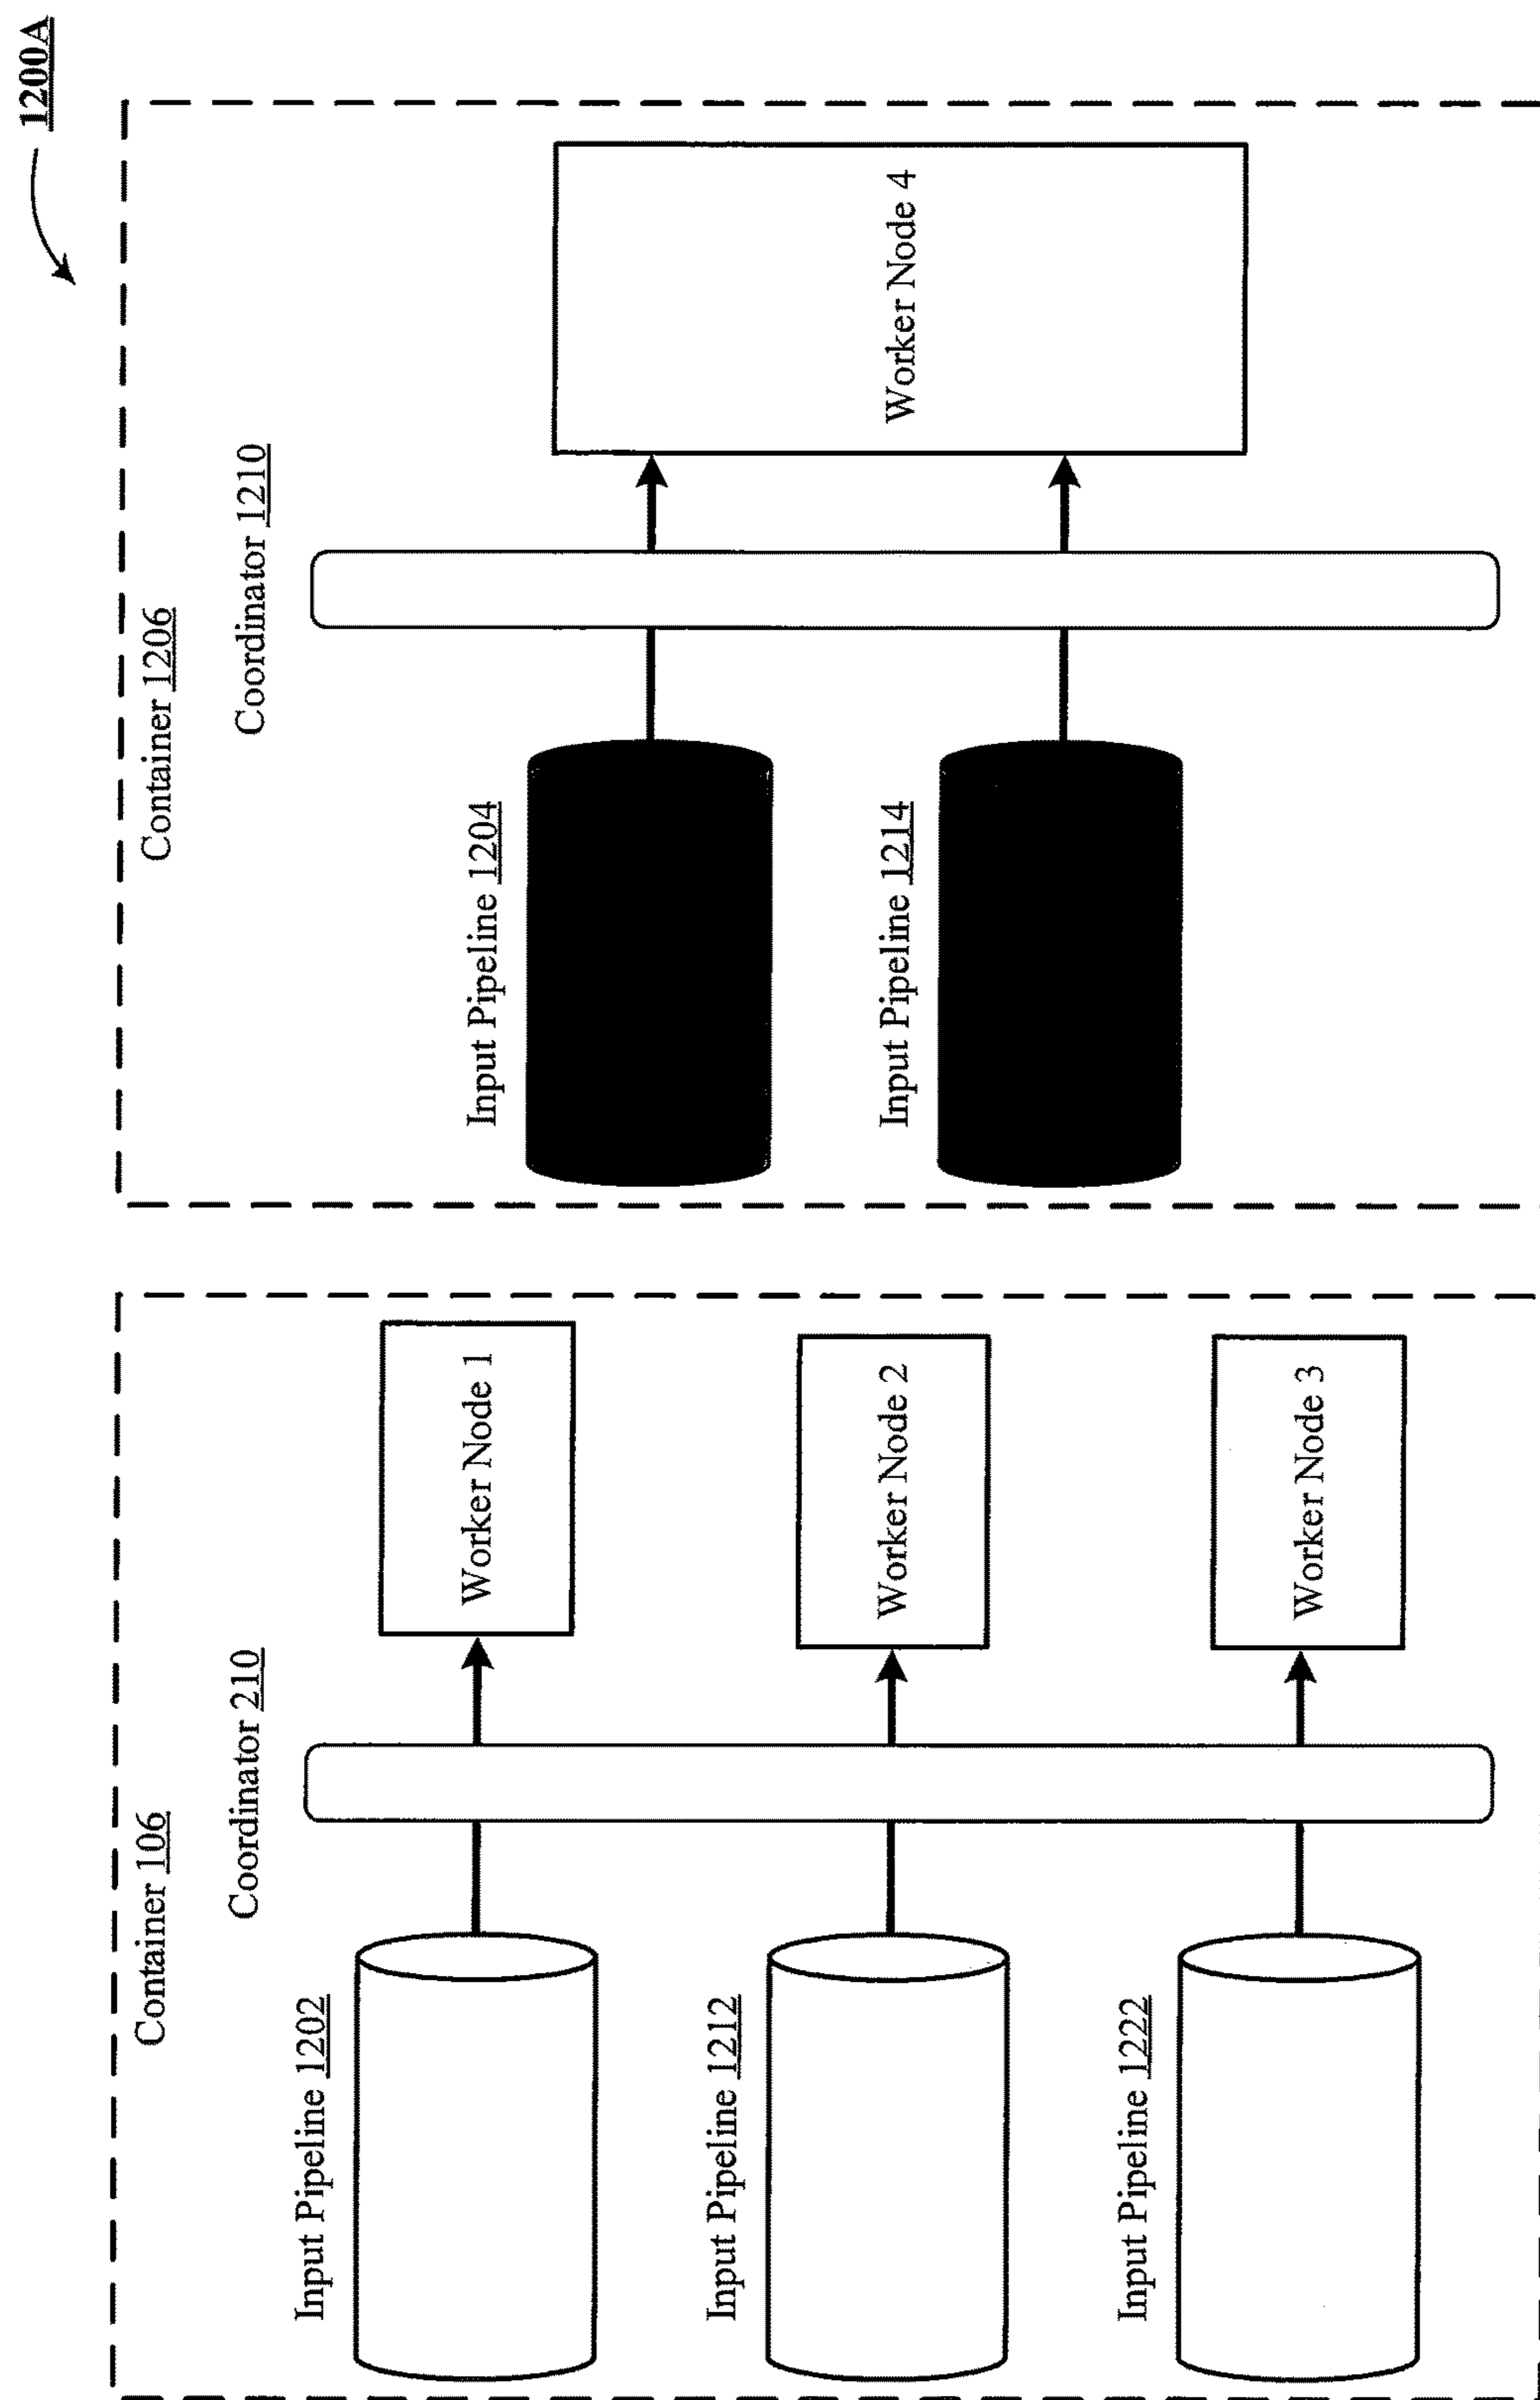 1200A
Container 106
Coordinator 210
Input Pipeline 1202
Worker Node 1
Input Pipeline 1212
Worker Node 2
Input Pipeline 1222
Worker Node 3
Container 1206
Coordinator 1210
Input Pipeline 1204
Input Pipeline 1214
Worker Node 4